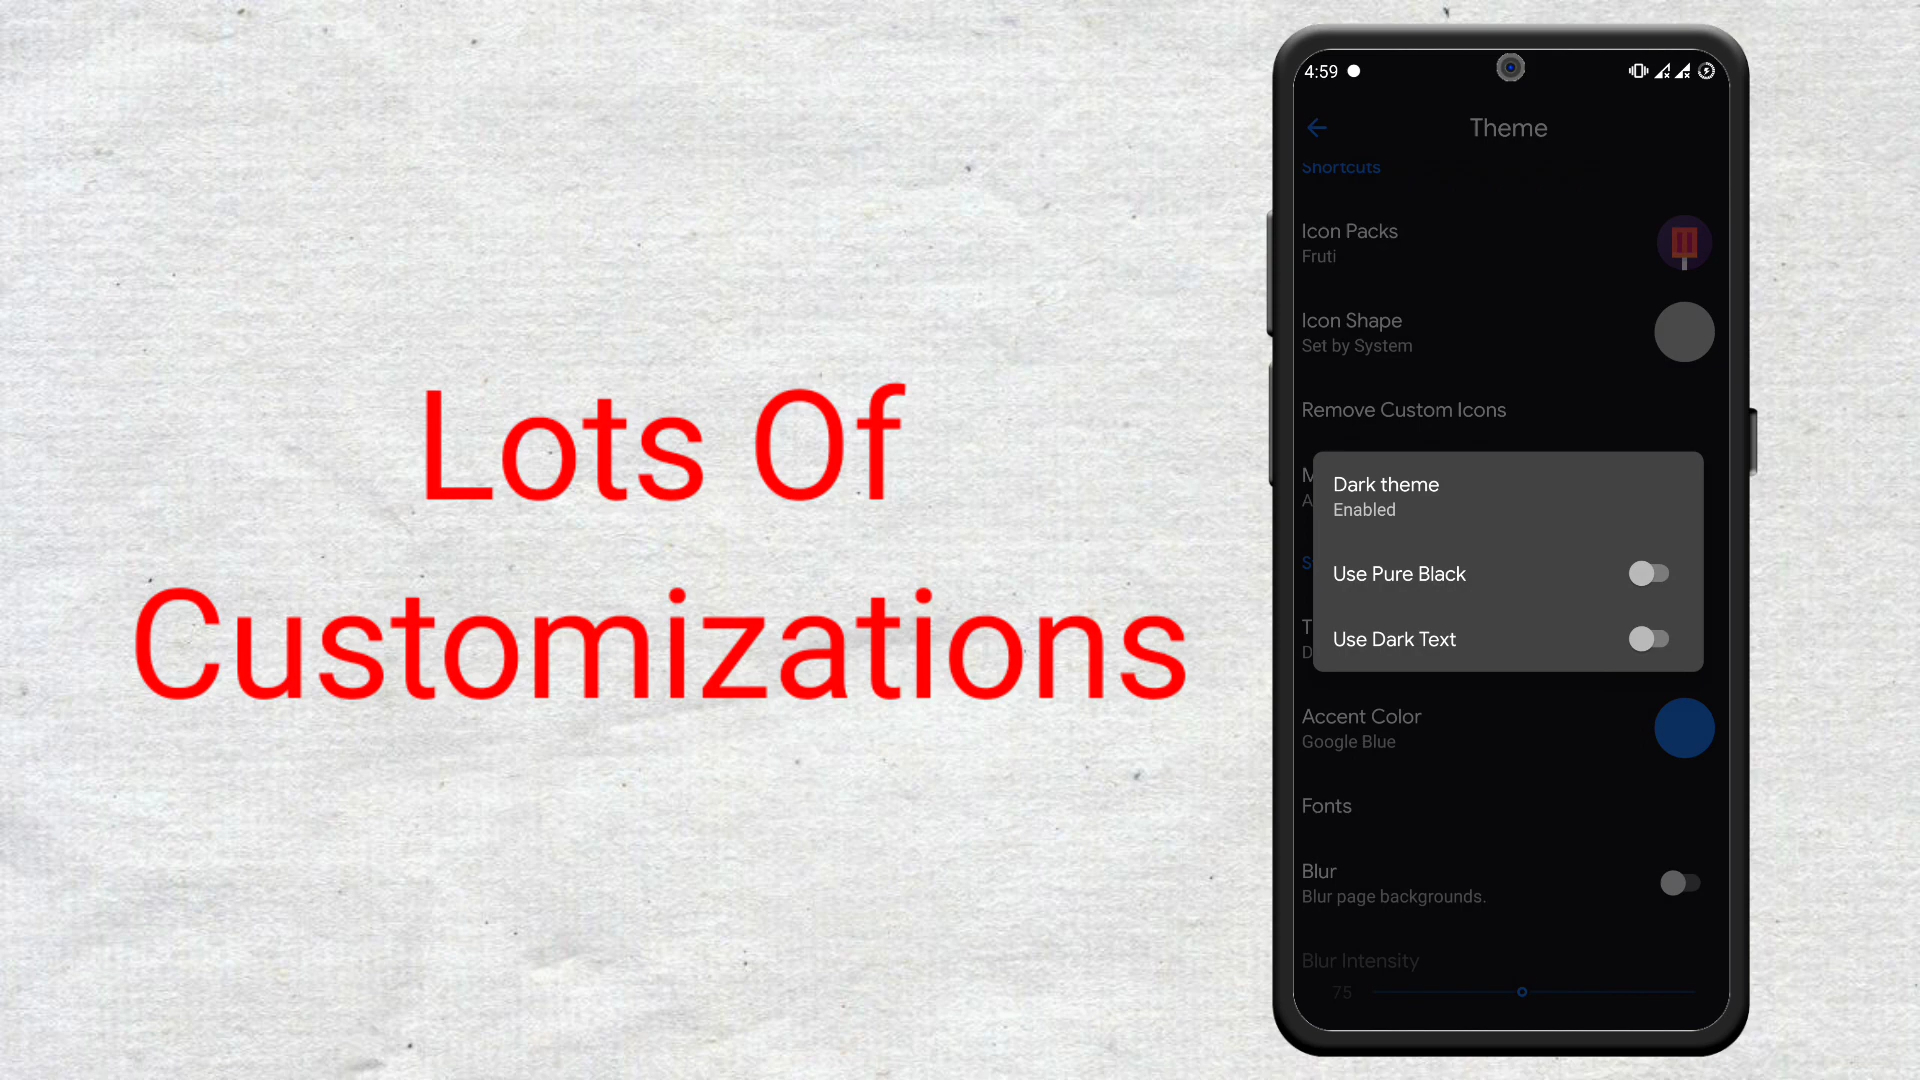 Lots Of
Customizations
4:59
Theme
Shortcuts
Icon Packs
Fruti
Icon Shape
Set by System
Remove Custom Icons
M
A
Dark theme
Enabled
S
Use Pure Black
T
Use Dark Text
D
Accent Color
Google Blue
Fonts
Blur
Blur page backgrounds.
Blur Intensity
75